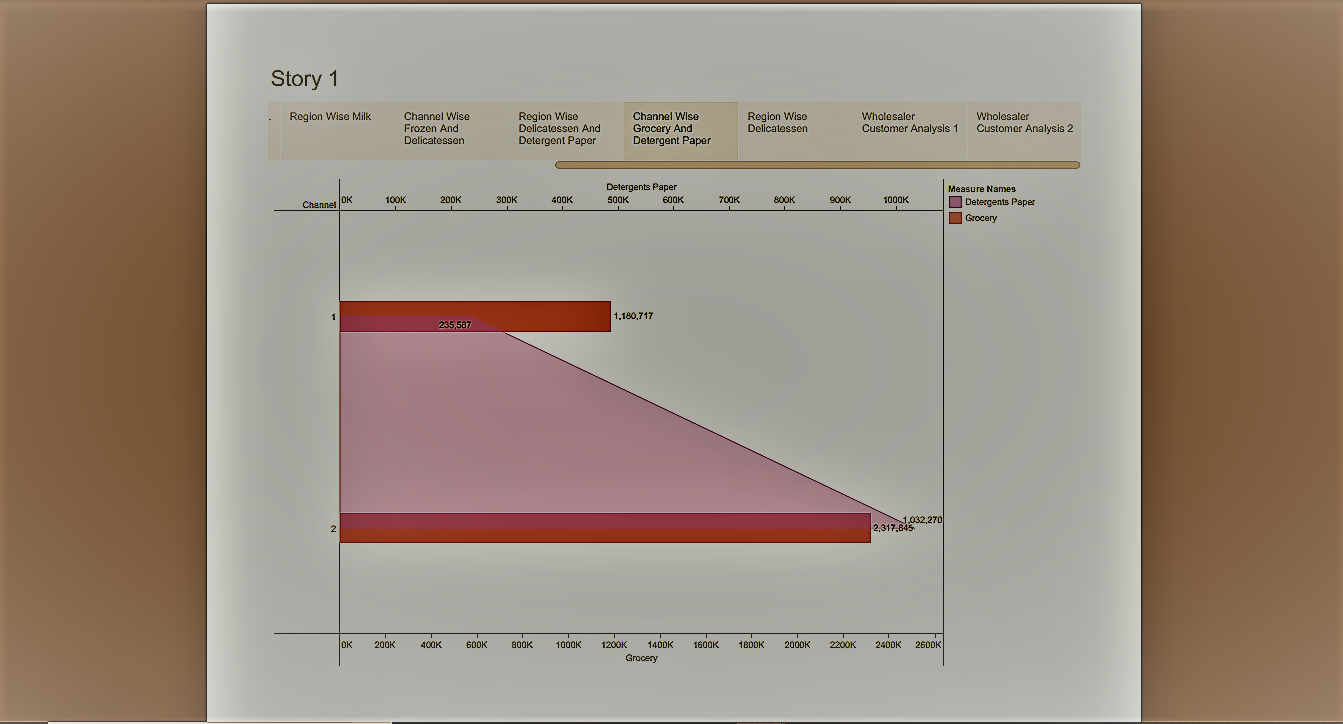 Story 1
Region Wise Milk
Channel Wise
Frozen And
Delicatessen
Region Wise
Delicatessen And
Detergent Paper
Channel Wise
Grocery And
Detergent Paper
Region Wise
Delicatessen
Wholesaler
Customer Analysis 1
Wholesaler
Customer Analysis 2
Detergents Paper
Channel 0K 100K 200K 300K 400K 500K 600K 700K 800K 900K 1000K
Measure Names
Detergents Paper
Grocery
1
1,180,717
235,587
1,032,270
2
2,317,845
0K 200K 400K 600K 800K 1000K 1200K 1400K 1600K 1800K 2000K 2200K 2400K 2600K
Grocery